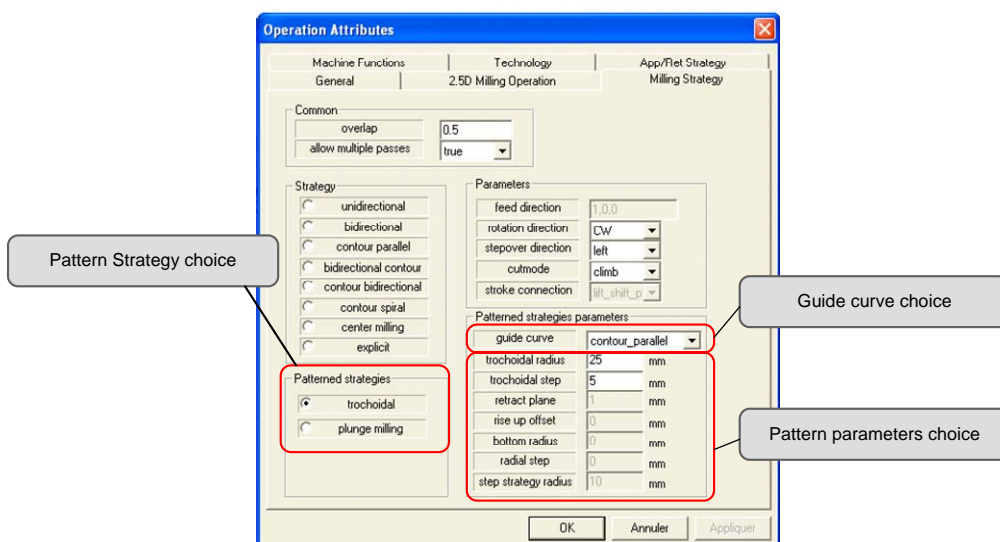 Operation Attributes
Machine Functions
Technology
App/Ret Strategy
General
2.5D Milling Operation
Milling Strategy
Common
overlap
0.5
allow multiple passes
true
Strategy
unidirectional
bidirectional
contour parallel
bidirectional contour
contour bidirectional
contour spiral
center milling
explicit
Patterned strategies
trochoidal
plunge milling
Parameters
feed direction
1,0,0
rotation direction
CW
stepover direction
left
cutmode
climb
stroke connection
lift_shift_p
Patterned strategies parameters
guide curve
contour_parallel
trochoidal radius
25
mm
trochoidal step
5
mm
retract plane
1
mm
rise up offset
0
mm
bottom radius
0
mm
radial step
0
mm
step strategy radius
10
mm
OK
Annuler
Appliquer
Pattern Strategy choice
Guide curve choice
Pattern parameters choice